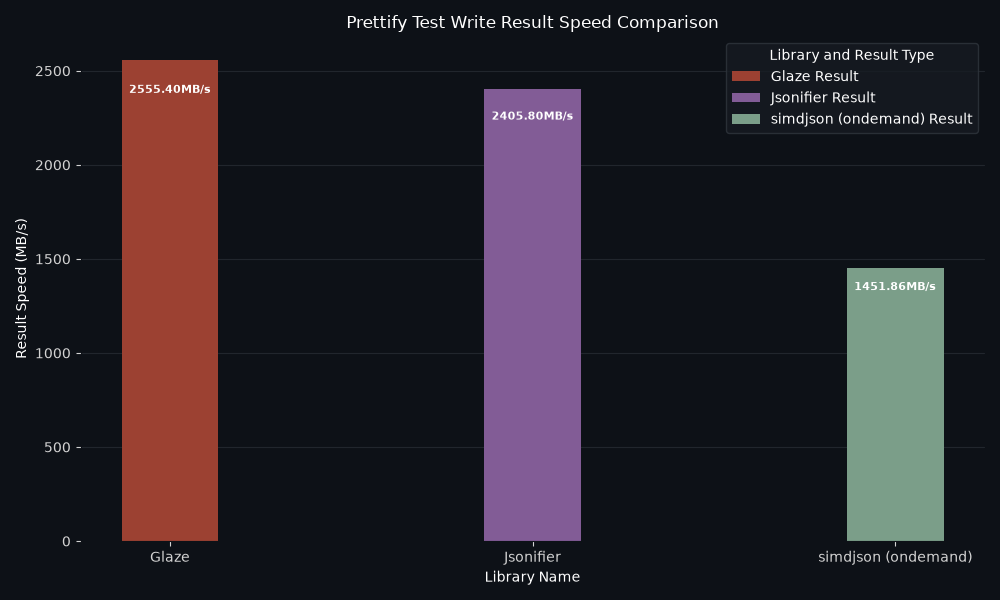 Prettify Test Write Result Speed Comparison
Library and Result Type
Glaze Result
Jsonifier Result
simdjson (ondemand) Result
2555.40MB/s
2405.80MB/s
1451.86MB/s
Result Speed (MB/s)
2500
2000
1500
1000
500
0
Glaze
Jsonifier
simdjson (ondemand)
Library Name